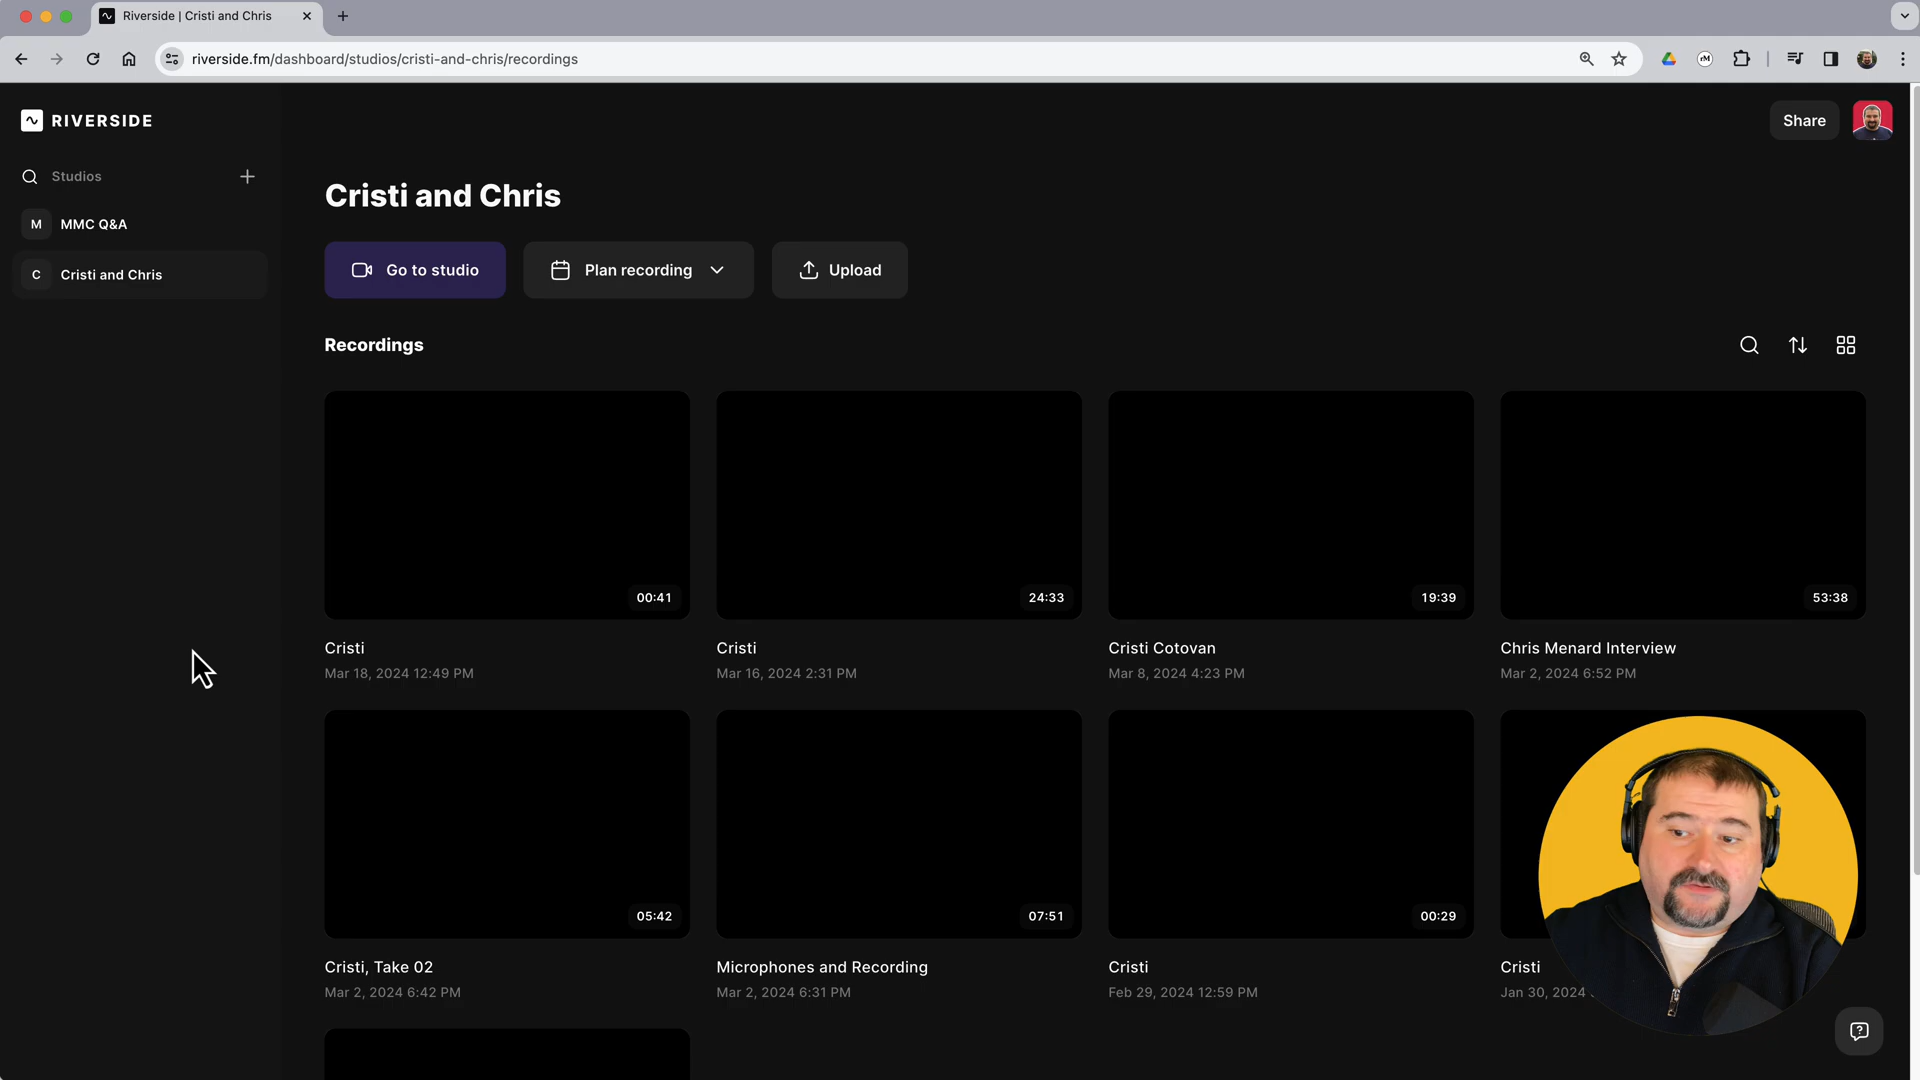 Riverside | Cristi and Chris
riverside.fm/dashboard/studios/cristi-and-chris/recordings
rM
RIVERSIDE
Share
Studios
M MMC Q&A
C Cristi and Chris
Cristi and Chris
Go to studio
Plan recording
Upload
Recordings
00:41
24:33
19:39
53:38
Cristi
Cristi
Cristi Cotovan
Chris Menard Interview
Mar 18, 2024 12:49 PM
Mar 16, 2024 2:31 PM
Mar 8, 2024 4:23 PM
Mar 2, 2024 6:52 PM
05:42
07:51
00:29
Cristi, Take 02
Microphones and Recording
Cristi
Cristi
Mar 2, 2024 6:42 PM
Mar 2, 2024 6:31 PM
Feb 29, 2024 12:59 PM
Jan 30, 2024